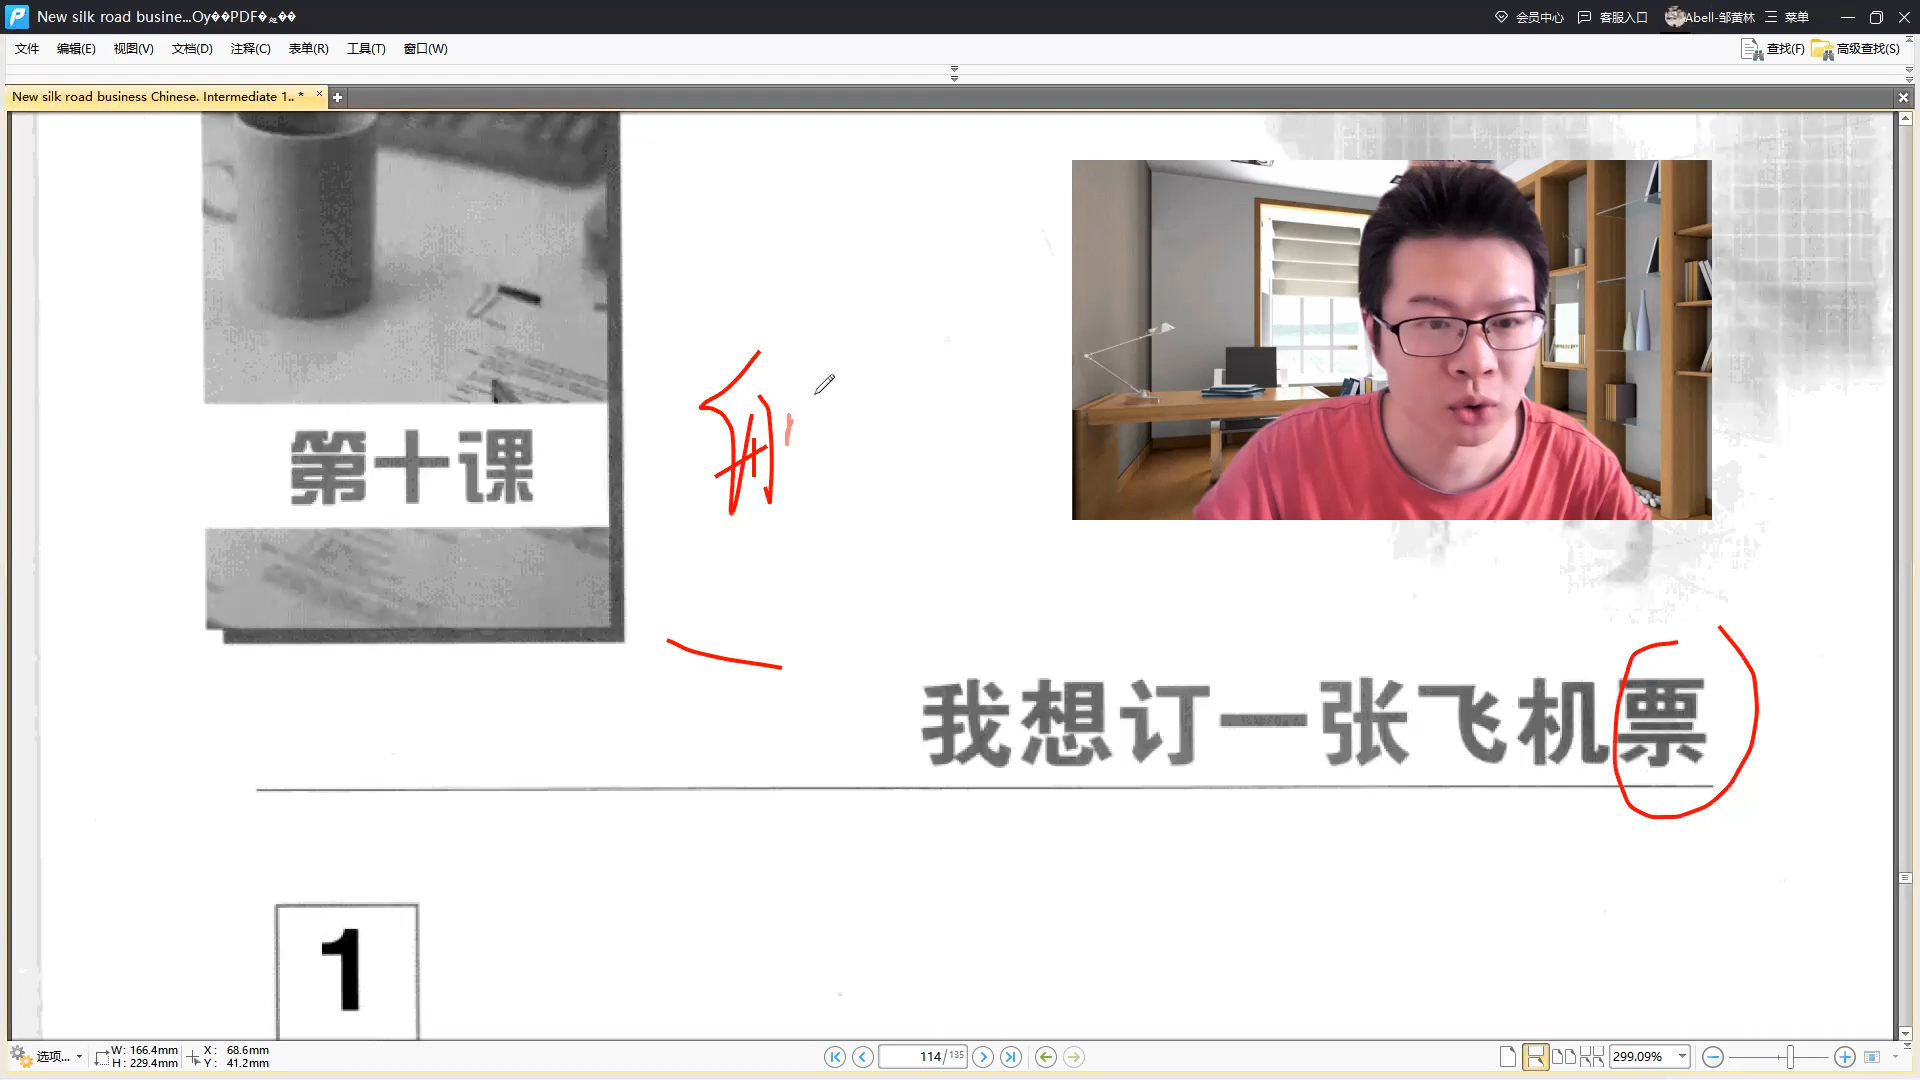 New silk road busine...Oy��PDF�ޱ��
会员中心 客服入口 Abell-邹茵林 菜单
文件 编辑(E) 视图(V) 文档(D) 注释(C) 表单(R) 工具(T) 窗口(W) 查找(F) 高级查找(S)
New silk road business Chinese. Intermediate 1.. *
第十课
我想订一张飞机票
1
选项... W: 166.4mm X: 68.6mm 114 / 135 299.09%
H: 229.4mm Y: 41.2mm